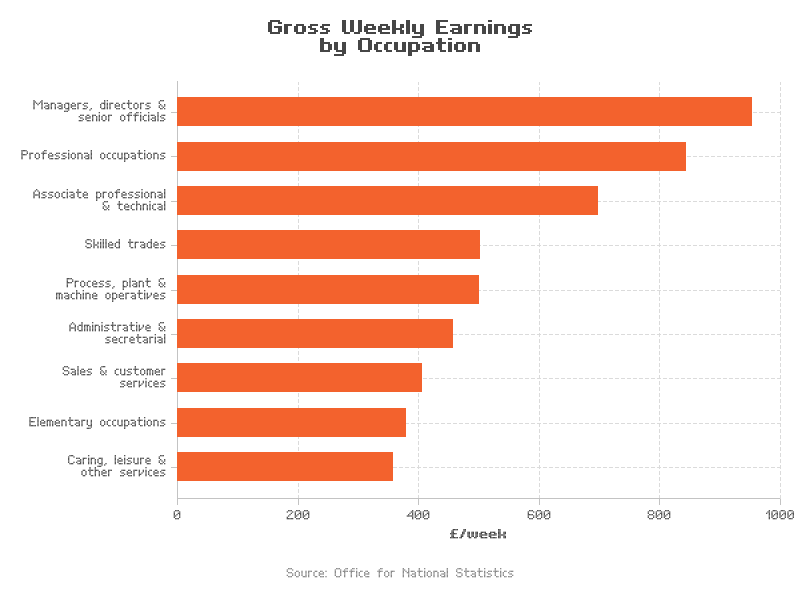 Gross Weekly Earnings
by Occupation
Managers, directors &
senior officials
Professional occupations
Associate professional
& technical
Skilled trades
Process, plant &
machine operatives
Administrative &
secretarial
Sales & customer
services
Elementary occupations
Caring, leisure &
other services
0 200 400 600 800 1000
£/week
Source: Office for National Statistics